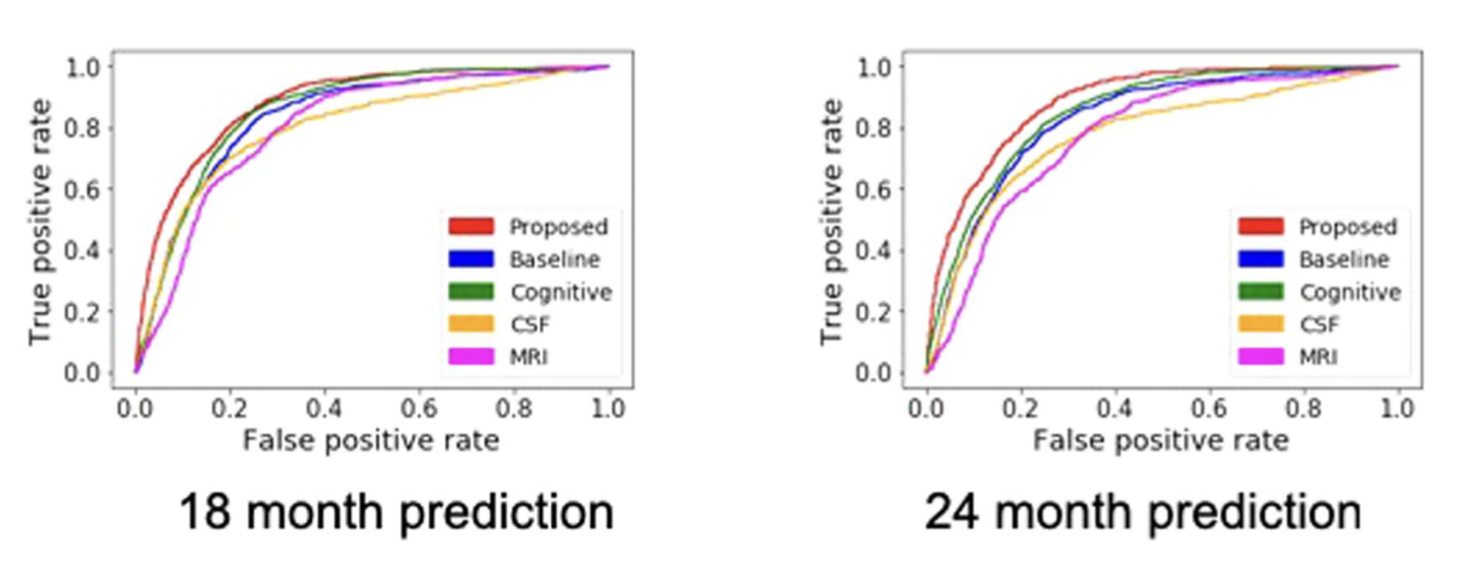 1.0
0.8
0.6
0.4
0.2
0.0
True positive rate
Proposed
Baseline
Cognitive
CSF
MRI
0.0 0.2 0.4 0.6 0.8 1.0
False positive rate
18 month prediction
1.0
0.8
0.6
0.4
0.2
0.0
True positive rate
Proposed
Baseline
Cognitive
CSF
MRI
0.0 0.2 0.4 0.6 0.8 1.0
False positive rate
24 month prediction